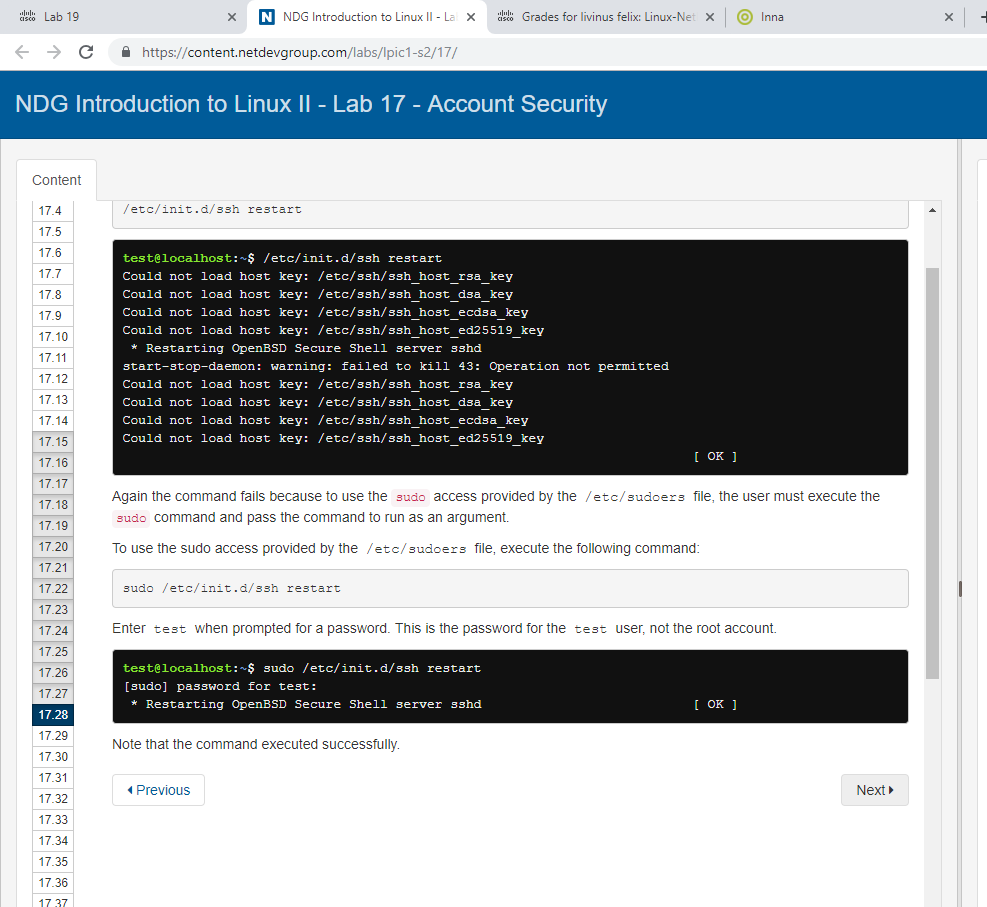 Lab 19
NDG Introduction to Linux II - La
Grades for livinus felix: Linux-Net
Inna
https://content.netdevgroup.com/labs/lpic1-s2/17/
NDG Introduction to Linux II - Lab 17 - Account Security
Content
17.4
17.5
17.6
17.7
17.8
17.9
17.10
17.11
17.12
17.13
17.14
17.15
17.16
17.17
17.18
17.19
17.20
17.21
17.22
17.23
17.24
17.25
17.26
17.27
17.28
17.29
17.30
17.31
17.32
17.33
17.34
17.35
17.36
17.37
/etc/init.d/ssh restart
test@localhost:~$ /etc/init.d/ssh restart
Could not load host key: /etc/ssh/ssh_host_rsa_key
Could not load host key: /etc/ssh/ssh_host_dsa_key
Could not load host key: /etc/ssh/ssh_host_ecdsa_key
Could not load host key: /etc/ssh/ssh_host_ed25519_key
* Restarting OpenBSD Secure Shell server sshd
start-stop-daemon: warning: failed to kill 43: Operation not permitted
Could not load host key: /etc/ssh/ssh_host_rsa_key
Could not load host key: /etc/ssh/ssh_host_dsa_key
Could not load host key: /etc/ssh/ssh_host_ecdsa_key
Could not load host key: /etc/ssh/ssh_host_ed25519_key
[ OK ]
Again the command fails because to use the sudo access provided by the /etc/sudoers file, the user must execute the
sudo command and pass the command to run as an argument.
To use the sudo access provided by the /etc/sudoers file, execute the following command:
sudo /etc/init.d/ssh restart
Enter test when prompted for a password. This is the password for the test user, not the root account.
test@localhost:~$ sudo /etc/init.d/ssh restart
[sudo] password for test:
* Restarting OpenBSD Secure Shell server sshd [ OK ]
Note that the command executed successfully.
Previous
Next